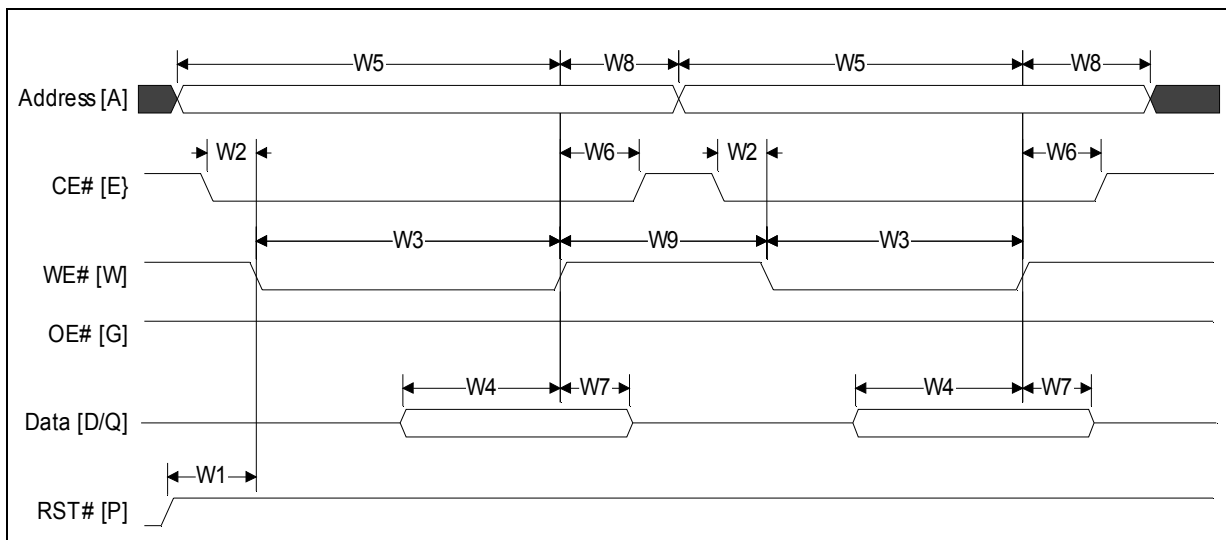 W5 W8 W5 W8
Address [A]
W2 W6 W2 W6
CE# [E}
W3 W9 W3
WE# [W]
OE# [G]
W4 W7 W4 W7
Data [D/Q]
W1
RST# [P]